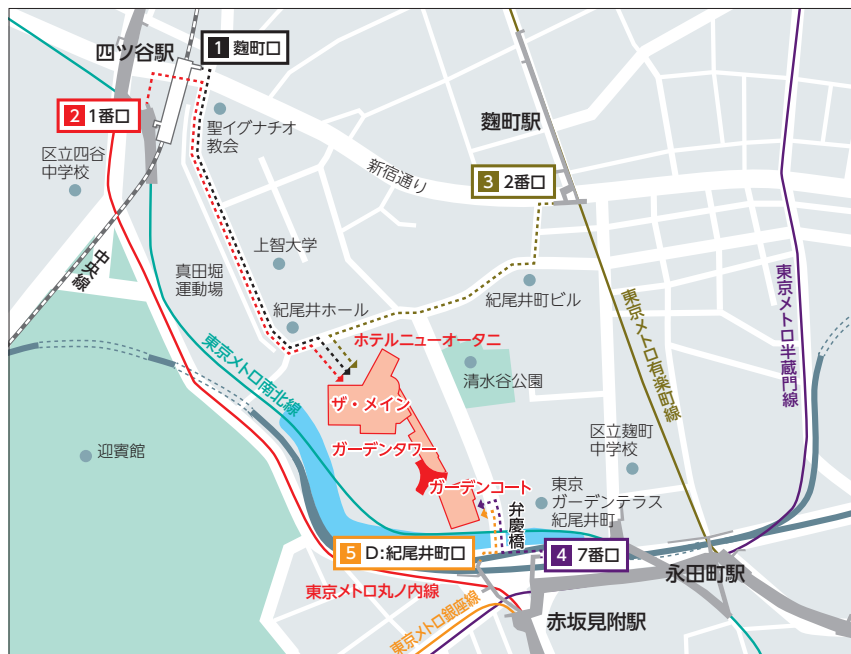 四ツ谷駅
1 麴町口
2 1番口
聖イグナチオ
教会
区立四谷
中学校
麴町駅
新宿通り
3 2番口
中央線
上智大学
真田堀
運動場
紀尾井ホール
紀尾井町ビル
東京メトロ南北線
ホテルニューオータニ
清水谷公園
東京メトロ有楽町線
東京メトロ半蔵門線
ザ・メイン
迎賓館
ガーデンタワー
区立麴町
中学校
ガーデンコート
東京
ガーデンテラス
紀尾井町
弁慶橋
5 D:紀尾井町口
4 7番口
永田町駅
東京メトロ丸ノ内線
東京メトロ銀座線
赤坂見附駅